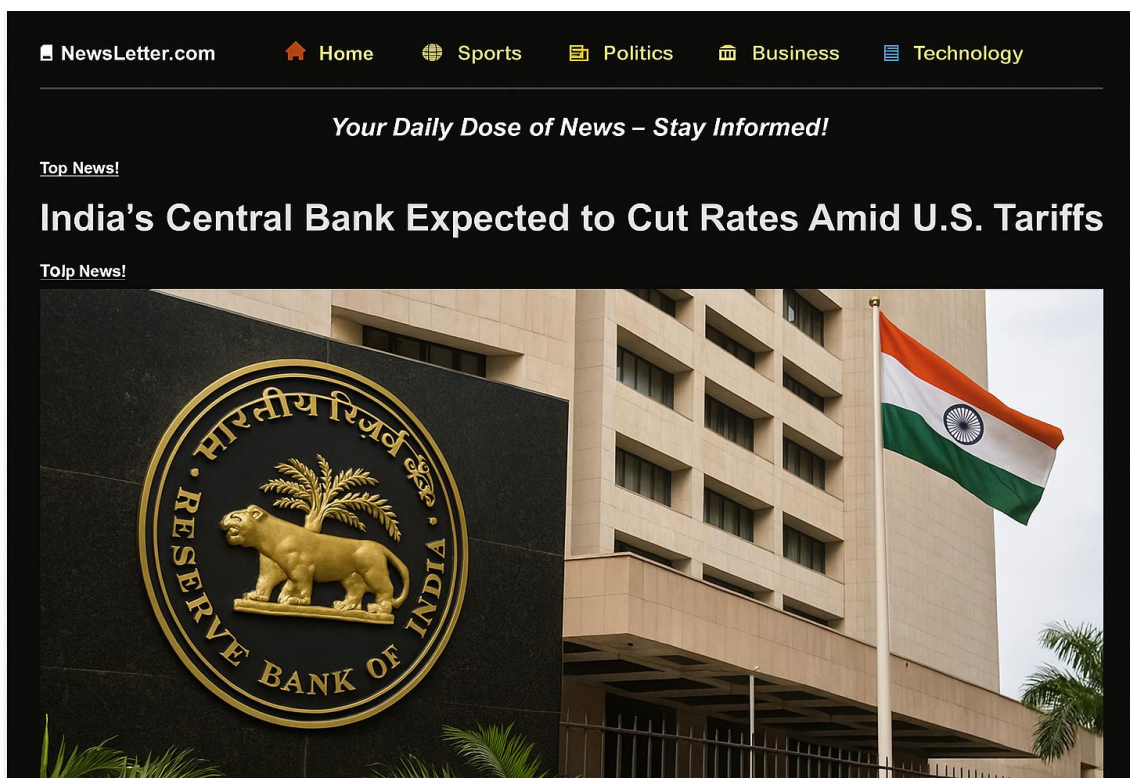 NewsLetter.com Home Sports Politics Business Technology
Your Daily Dose of News – Stay Informed!
Top News!
India’s Central Bank Expected to Cut Rates Amid U.S. Tariffs
Tolp News!
भारतीय रिज़र्व
RESERVE BANK OF INDIA